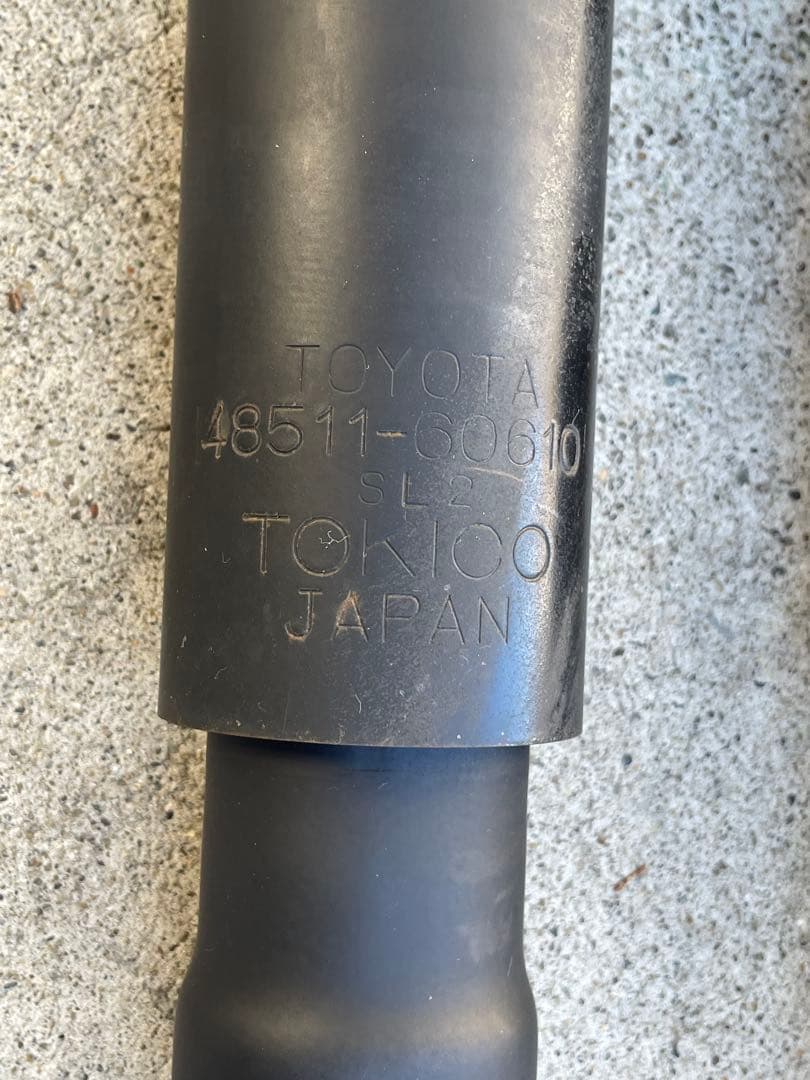 TOYOTA
48511-60610
SL2
TOKICO
JAPAN